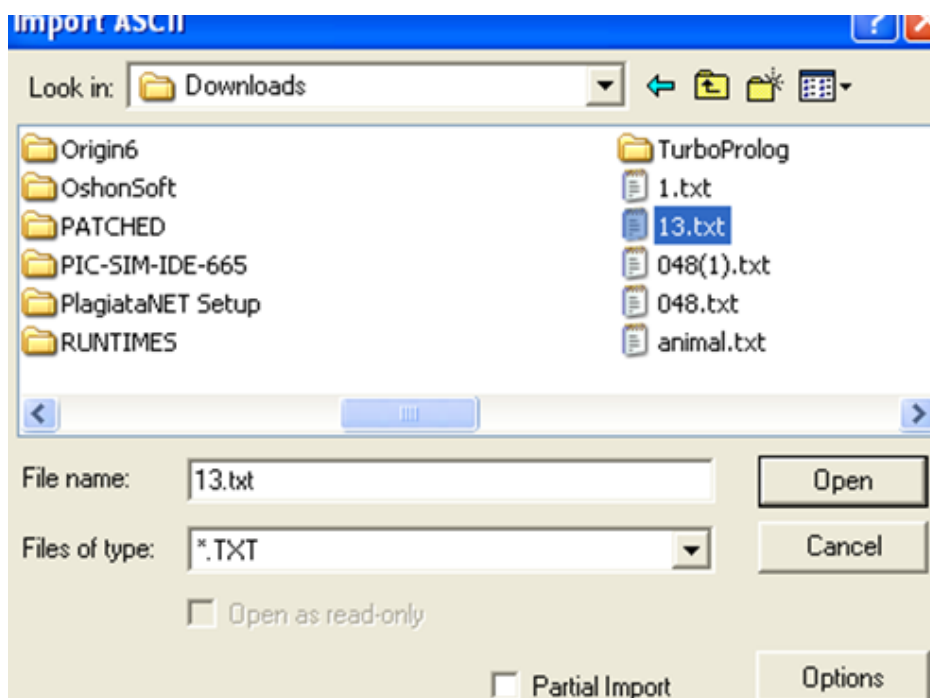 Import ASCII
Look in: Downloads
Origin6 TurboProlog
OshonSoft 1.txt
PATCHED 13.txt
PIC-SIM-IDE-665 048(1).txt
PlagiataNET Setup 048.txt
RUNTIMES animal.txt
File name: 13.txt Open
Files of type: *.TXT Cancel
Open as read-only
Partial Import Options